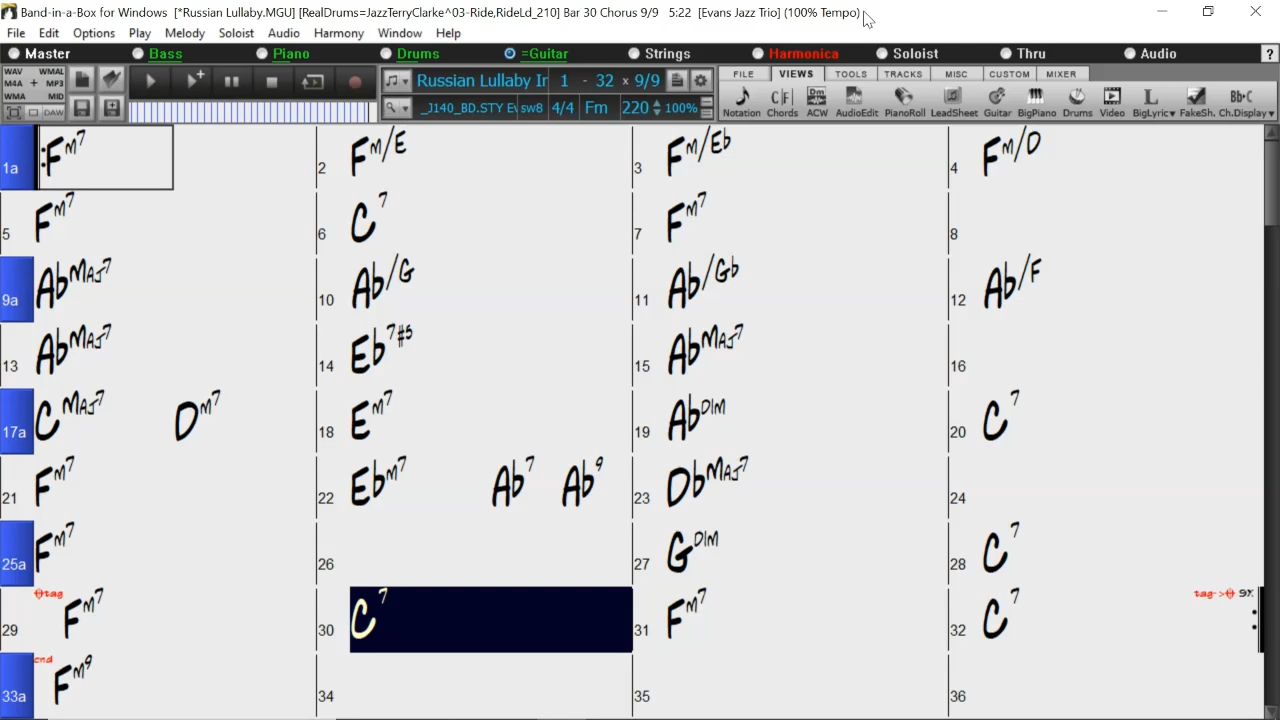 Band-in-a-Box for Windows [*Russian Lullaby.MGU] [RealDrums=JazzTerryClarke^03-Ride,RideLd_210] Bar 30 Chorus 9/9 5:22 [Evans Jazz Trio] (100% Tempo)
File Edit Options Play Melody Soloist Audio Harmony Window Help
Master Bass Piano Drums =Guitar Strings Harmonica Soloist Thru Audio ?
WAV WMAL
M4A + MP3
WMA MID
DAW
Russian Lullaby Ir 1 - 32 x 9/9
_J140_BD.STY Ev sw8 4/4 Fm 220 100%
FILE VIEWS TOOLS TRACKS MISC CUSTOM MIXER
Notation Chords ACW AudioEdit PianoRoll LeadSheet Guitar BigPiano Drums Video BigLyric FakeSh. Ch.Display
1a :Fm7 2 Fm/E 3 Fm/Eb 4 Fm/D
5 Fm7 6 C7 7 Fm7 8
9a AbMaj7 10 Ab/G 11 Ab/Gb 12 Ab/F
13 AbMaj7 14 Eb7#5 15 AbMaj7 16
17a CMaj7 Dm7 18 Em7 19 Abdim 20 C7
21 Fm7 22 Ebm7 Ab7 Ab9 23 DbMaj7 24
25a Fm7 26 27 Gdim 28 C7
tag tag-> 9x
29 Fm7 30 C7 31 Fm7 32 C7
end
33a Fm9 34 35 36